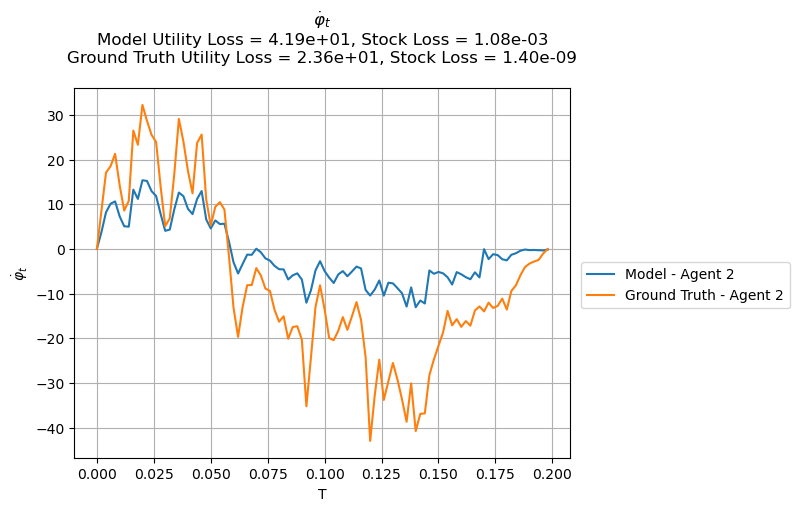 φ̇ₜ
Model Utility Loss = 4.19e+01, Stock Loss = 1.08e-03
Ground Truth Utility Loss = 2.36e+01, Stock Loss = 1.40e-09
30
20
10
0
−10
−20
−30
−40
φ̇ₜ
0.000 0.025 0.050 0.075 0.100 0.125 0.150 0.175 0.200
T
Model - Agent 2
Ground Truth - Agent 2